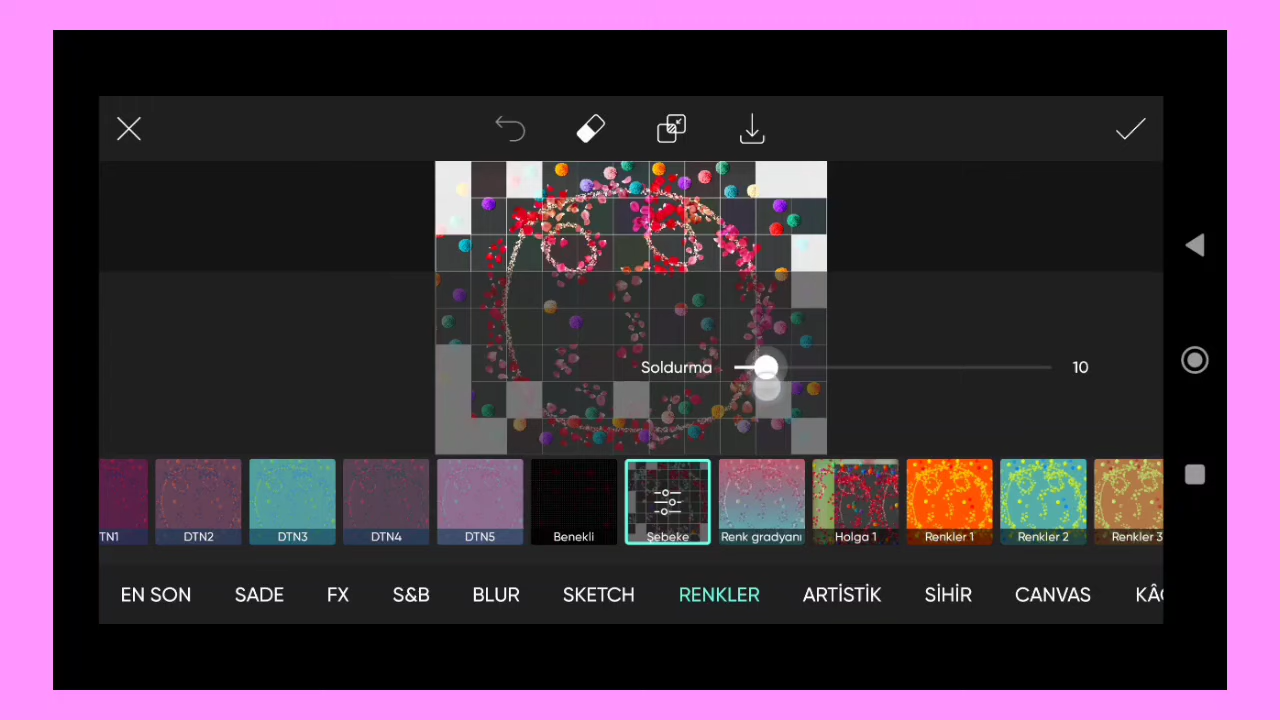 Soldurma 10
TN1 DTN2 DTN3 DTN4 DTN5 Benekli Şebeke Renk gradyanı Holga 1 Renkler 1 Renkler 2 Renkler 3
EN SON SADE FX S&B BLUR SKETCH RENKLER ARTİSTİK SİHİR CANVAS KÂ